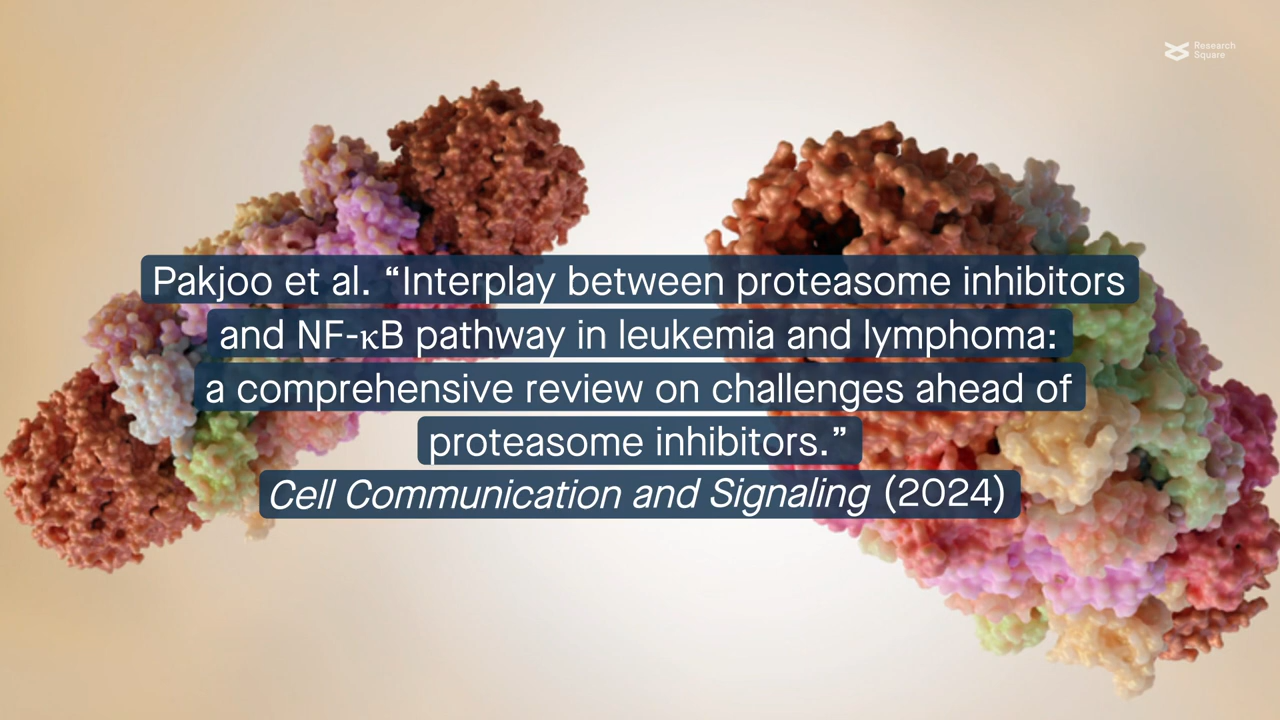 Research
Square
Pakjoo et al. “Interplay between proteasome inhibitors
and NF-κB pathway in leukemia and lymphoma:
a comprehensive review on challenges ahead of
proteasome inhibitors.”
Cell Communication and Signaling (2024)